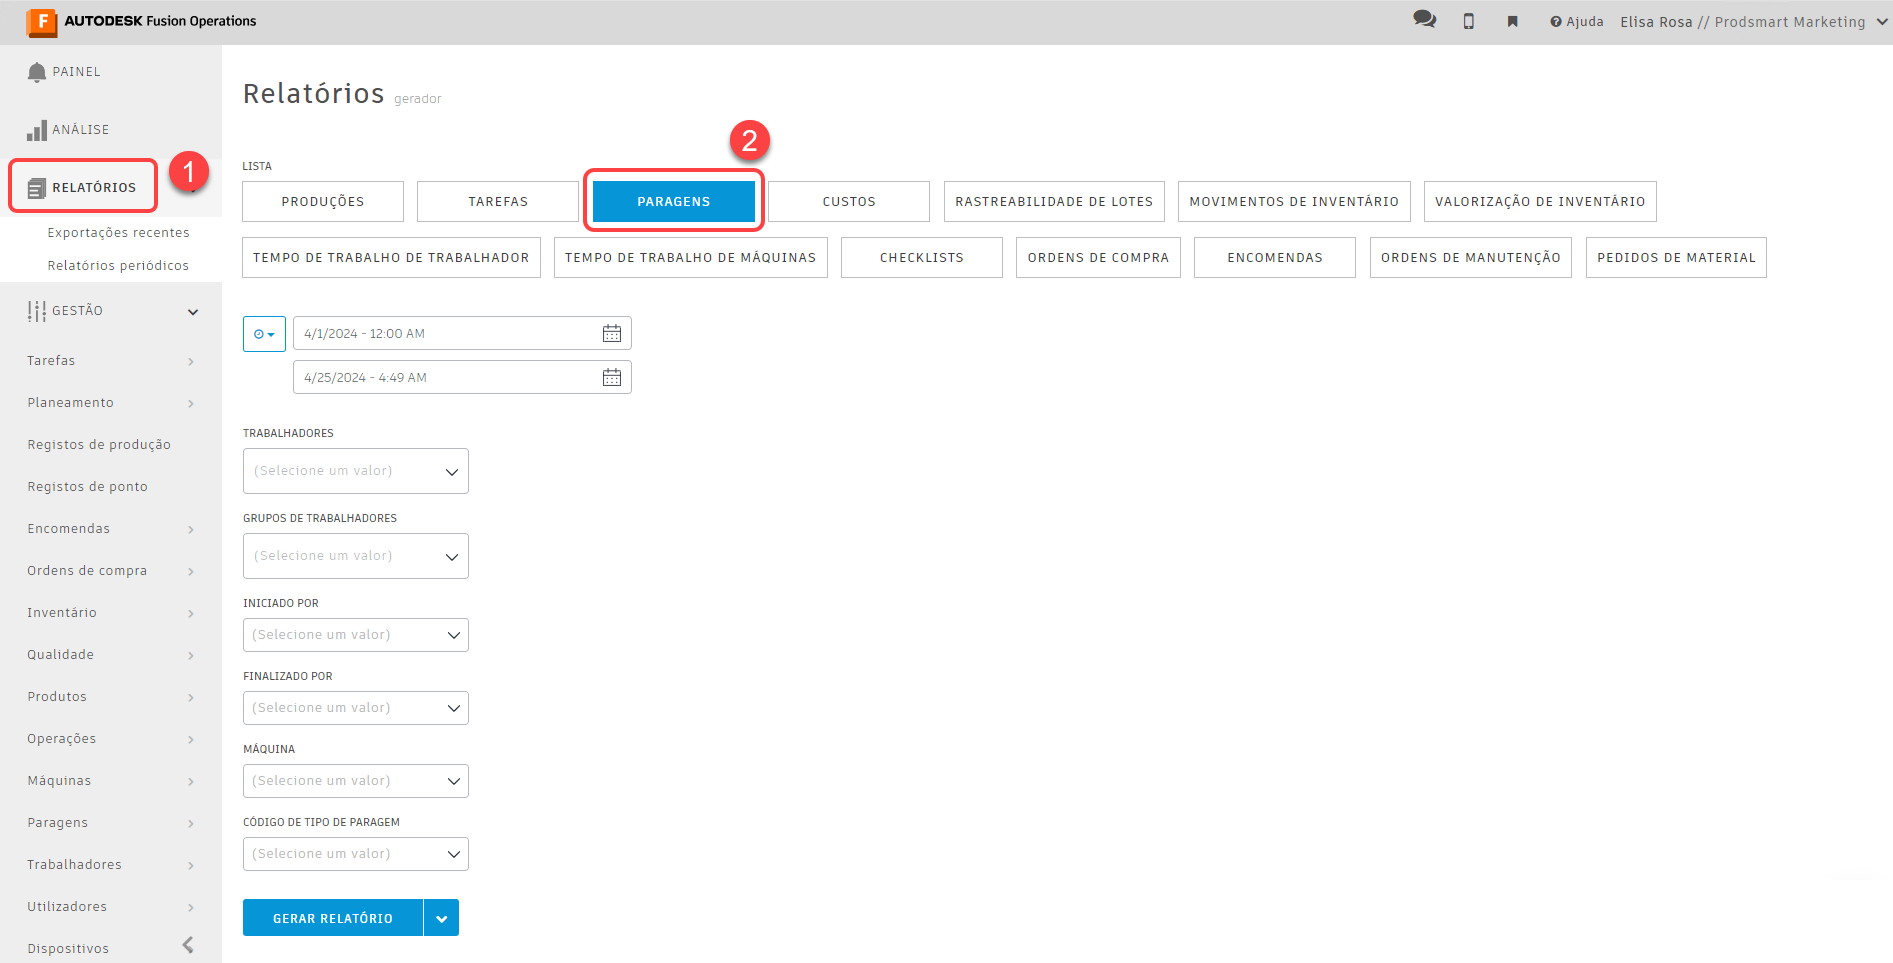 AUTODESK Fusion Operations
Ajuda
Elisa Rosa // Prodsmart Marketing
PAINEL
ANÁLISE
1
RELATÓRIOS
Exportações recentes
Relatórios periódicos
GESTÃO
Tarefas
Planeamento
Registos de produção
Registos de ponto
Encomendas
Ordens de compra
Inventário
Qualidade
Produtos
Operações
Máquinas
Paragens
Trabalhadores
Utilizadores
Dispositivos
Relatórios gerador
2
LISTA
PRODUÇÕES TAREFAS PARAGENS CUSTOS RASTREABILIDADE DE LOTES MOVIMENTOS DE INVENTÁRIO VALORIZAÇÃO DE INVENTÁRIO
TEMPO DE TRABALHO DE TRABALHADOR TEMPO DE TRABALHO DE MÁQUINAS CHECKLISTS ORDENS DE COMPRA ENCOMENDAS ORDENS DE MANUTENÇÃO PEDIDOS DE MATERIAL
4/1/2024 - 12:00 AM
4/25/2024 - 4:49 AM
TRABALHADORES
(Selecione um valor)
GRUPOS DE TRABALHADORES
(Selecione um valor)
INICIADO POR
(Selecione um valor)
FINALIZADO POR
(Selecione um valor)
MÁQUINA
(Selecione um valor)
CÓDIGO DE TIPO DE PARAGEM
(Selecione um valor)
GERAR RELATÓRIO